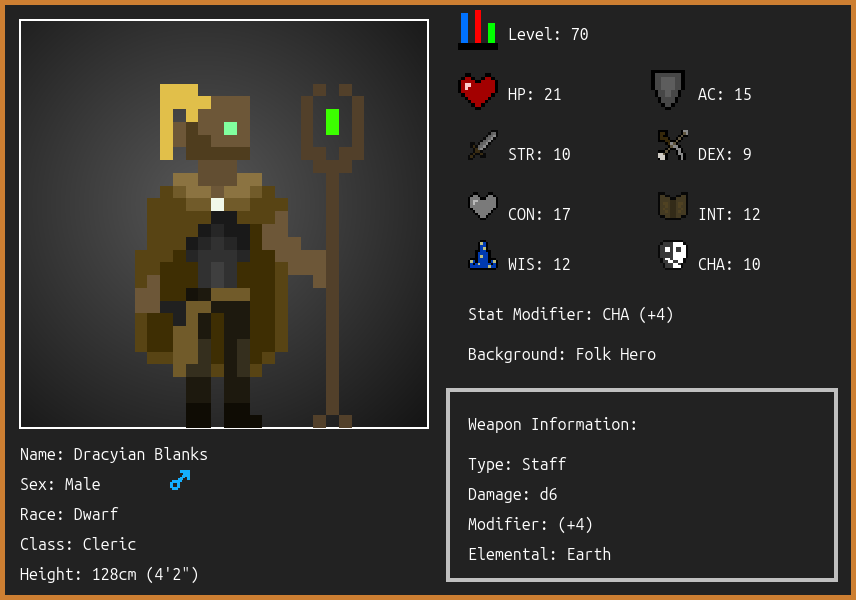 Level: 70
HP: 21
AC: 15
STR: 10
DEX: 9
CON: 17
INT: 12
WIS: 12
CHA: 10
Stat Modifier: CHA (+4)
Background: Folk Hero
Weapon Information:
Type: Staff
Damage: d6
Modifier: (+4)
Elemental: Earth
Name: Dracyian Blanks
Sex: Male
Race: Dwarf
Class: Cleric
Height: 128cm (4'2")